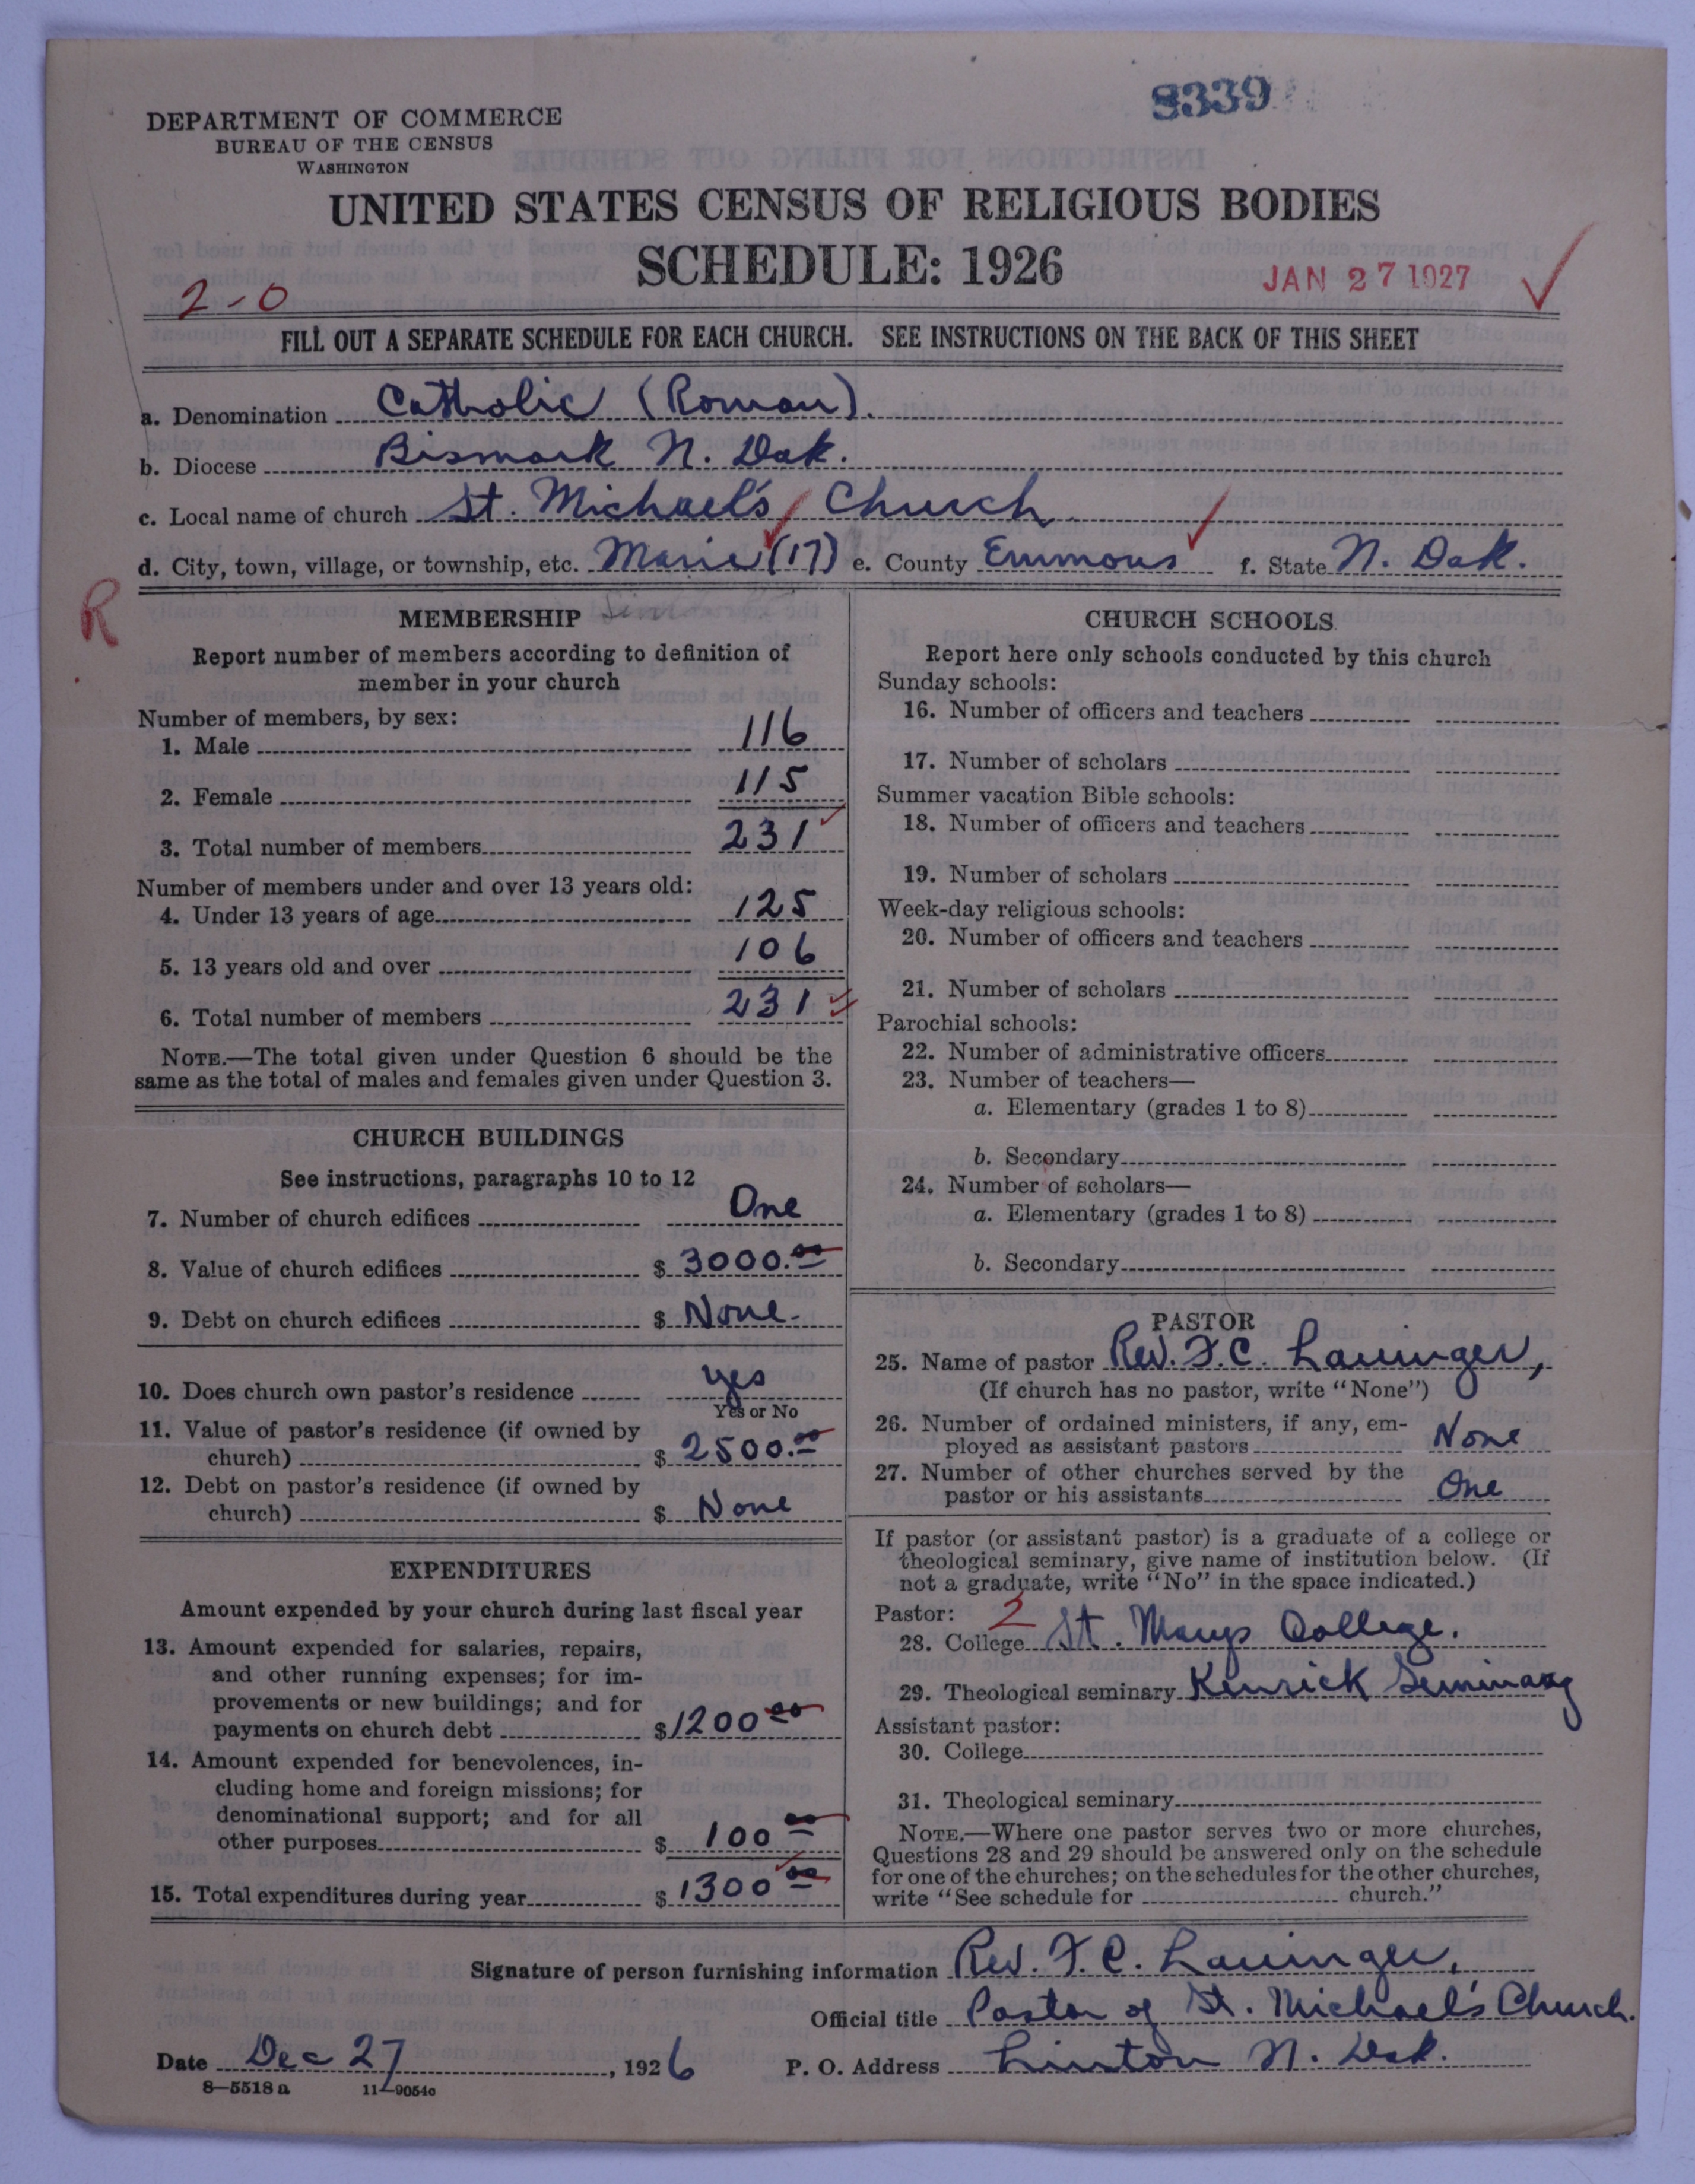 8339
DEPARTMENT OF COMMERCE
BUREAU OF THE CENSUS
WASHINGTON
UNITED STATES CENSUS OF RELIGIOUS BODIES
SCHEDULE: 1926
JAN 27 1927
2-0
FILL OUT A SEPARATE SCHEDULE FOR EACH CHURCH. SEE INSTRUCTIONS ON THE BACK OF THIS SHEET
a. Denomination Catholic (Roman).
b. Diocese Bismark N. Dak.
c. Local name of church St. Michael's Church
d. City, town, village, or township, etc. Marie (17) e. County Emmons f. State N. Dak.
R
MEMBERSHIP
Report number of members according to definition of
member in your church
Number of members, by sex:
1. Male 116
2. Female 115
3. Total number of members 231
Number of members under and over 13 years old:
4. Under 13 years of age 125
5. 13 years old and over 106
6. Total number of members 231
NOTE.—The total given under Question 6 should be the
same as the total of males and females given under Question 3.
CHURCH BUILDINGS
See instructions, paragraphs 10 to 12
7. Number of church edifices One
8. Value of church edifices $ 3000.00
9. Debt on church edifices $ None.
10. Does church own pastor's residence yes
Yes or No
11. Value of pastor's residence (if owned by
church) $ 2500.00
12. Debt on pastor's residence (if owned by
church) $ None
EXPENDITURES
Amount expended by your church during last fiscal year
13. Amount expended for salaries, repairs,
and other running expenses; for im-
provements or new buildings; and for
payments on church debt $ 1200 00
14. Amount expended for benevolences, in-
cluding home and foreign missions; for
denominational support; and for all
other purposes $ 100 00
15. Total expenditures during year $ 1300 00
CHURCH SCHOOLS
Report here only schools conducted by this church
Sunday schools:
16. Number of officers and teachers
17. Number of scholars
Summer vacation Bible schools:
18. Number of officers and teachers
19. Number of scholars
Week-day religious schools:
20. Number of officers and teachers
21. Number of scholars
Parochial schools:
22. Number of administrative officers
23. Number of teachers—
a. Elementary (grades 1 to 8)
b. Secondary
24. Number of scholars—
a. Elementary (grades 1 to 8)
b. Secondary
PASTOR
25. Name of pastor Rev. F. C. Lauinger,
(If church has no pastor, write "None")
26. Number of ordained ministers, if any, em-
ployed as assistant pastors None
27. Number of other churches served by the
pastor or his assistants One
If pastor (or assistant pastor) is a graduate of a college or
theological seminary, give name of institution below. (If
not a graduate, write "No" in the space indicated.)
Pastor: 2
28. College St. Marys College.
29. Theological seminary Kenrick Seminary
Assistant pastor:
30. College
31. Theological seminary
NOTE.—Where one pastor serves two or more churches,
Questions 28 and 29 should be answered only on the schedule
for one of the churches; on the schedules for the other churches,
write "See schedule for church."
Signature of person furnishing information Rev. F. C. Lauinger,
Official title Pastor of St. Michael's Church.
Date Dec 27, 1926 P. O. Address Linton N. Dak.
8—5518 a 11—9054c